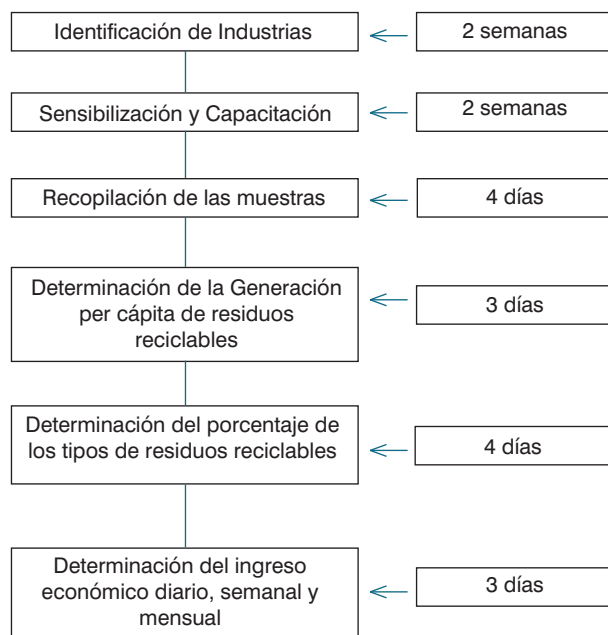 Identificación de Industrias
2 semanas
Sensibilización y Capacitación
2 semanas
Recopilación de las muestras
4 días
Determinación de la Generación
per cápita de residuos
reciclables
3 días
Determinación del porcentaje de
los tipos de residuos reciclables
4 días
Determinación del ingreso
económico diario, semanal y
mensual
3 días